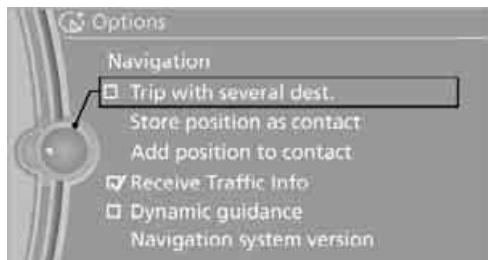 Options
Navigation
Trip with several dest.
Store position as contact
Add position to contact
Receive Traffic Info
Dynamic guidance
Navigation system version